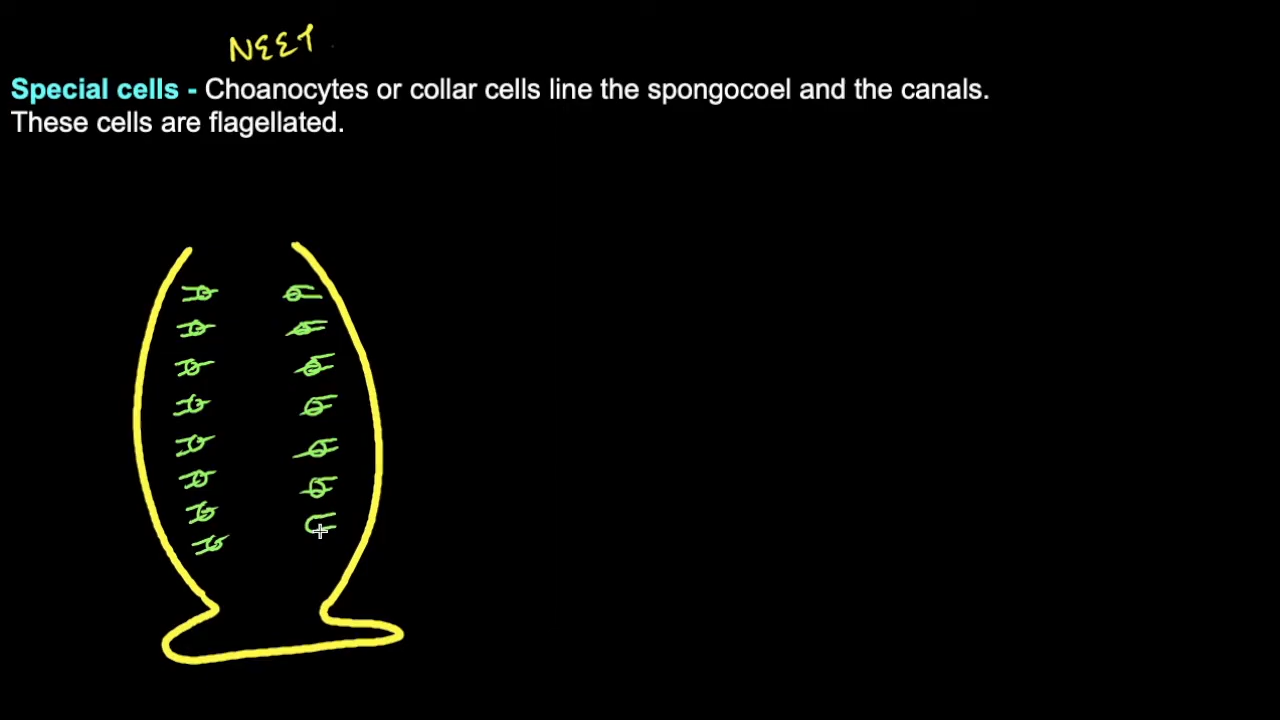 NEET
Special cells - Choanocytes or collar cells line the spongocoel and the canals.
These cells are flagellated.